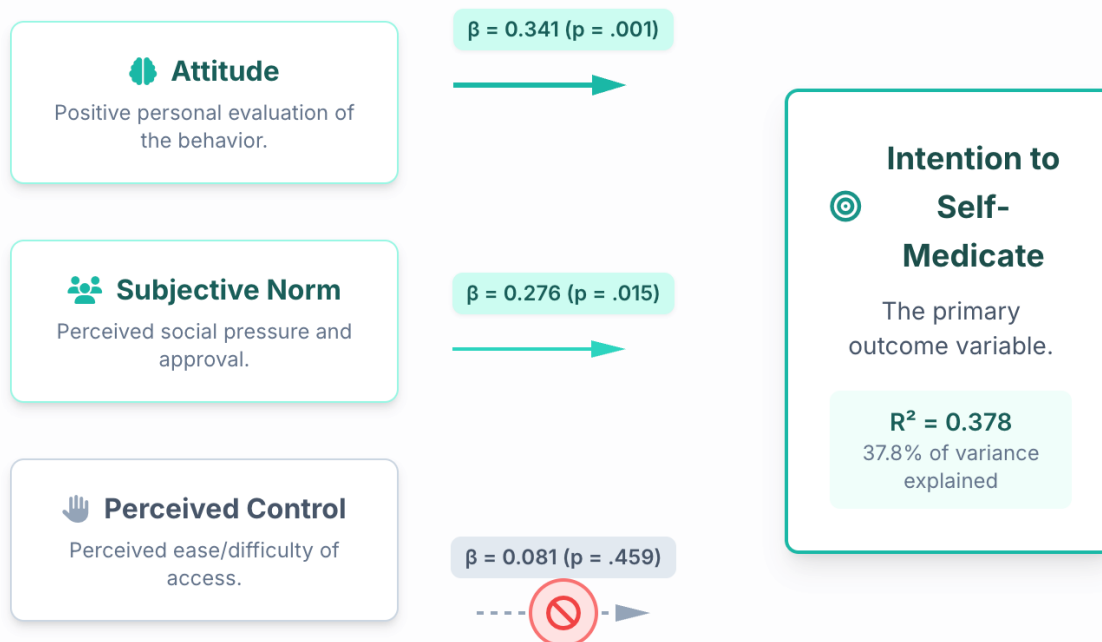 Attitude
Positive personal evaluation of
the behavior.
β = 0.341 (p = .001)
Subjective Norm
Perceived social pressure and
approval.
β = 0.276 (p = .015)
Perceived Control
Perceived ease/difficulty of
access.
β = 0.081 (p = .459)
Intention to
Self-
Medicate
The primary
outcome variable.
R² = 0.378
37.8% of variance
explained